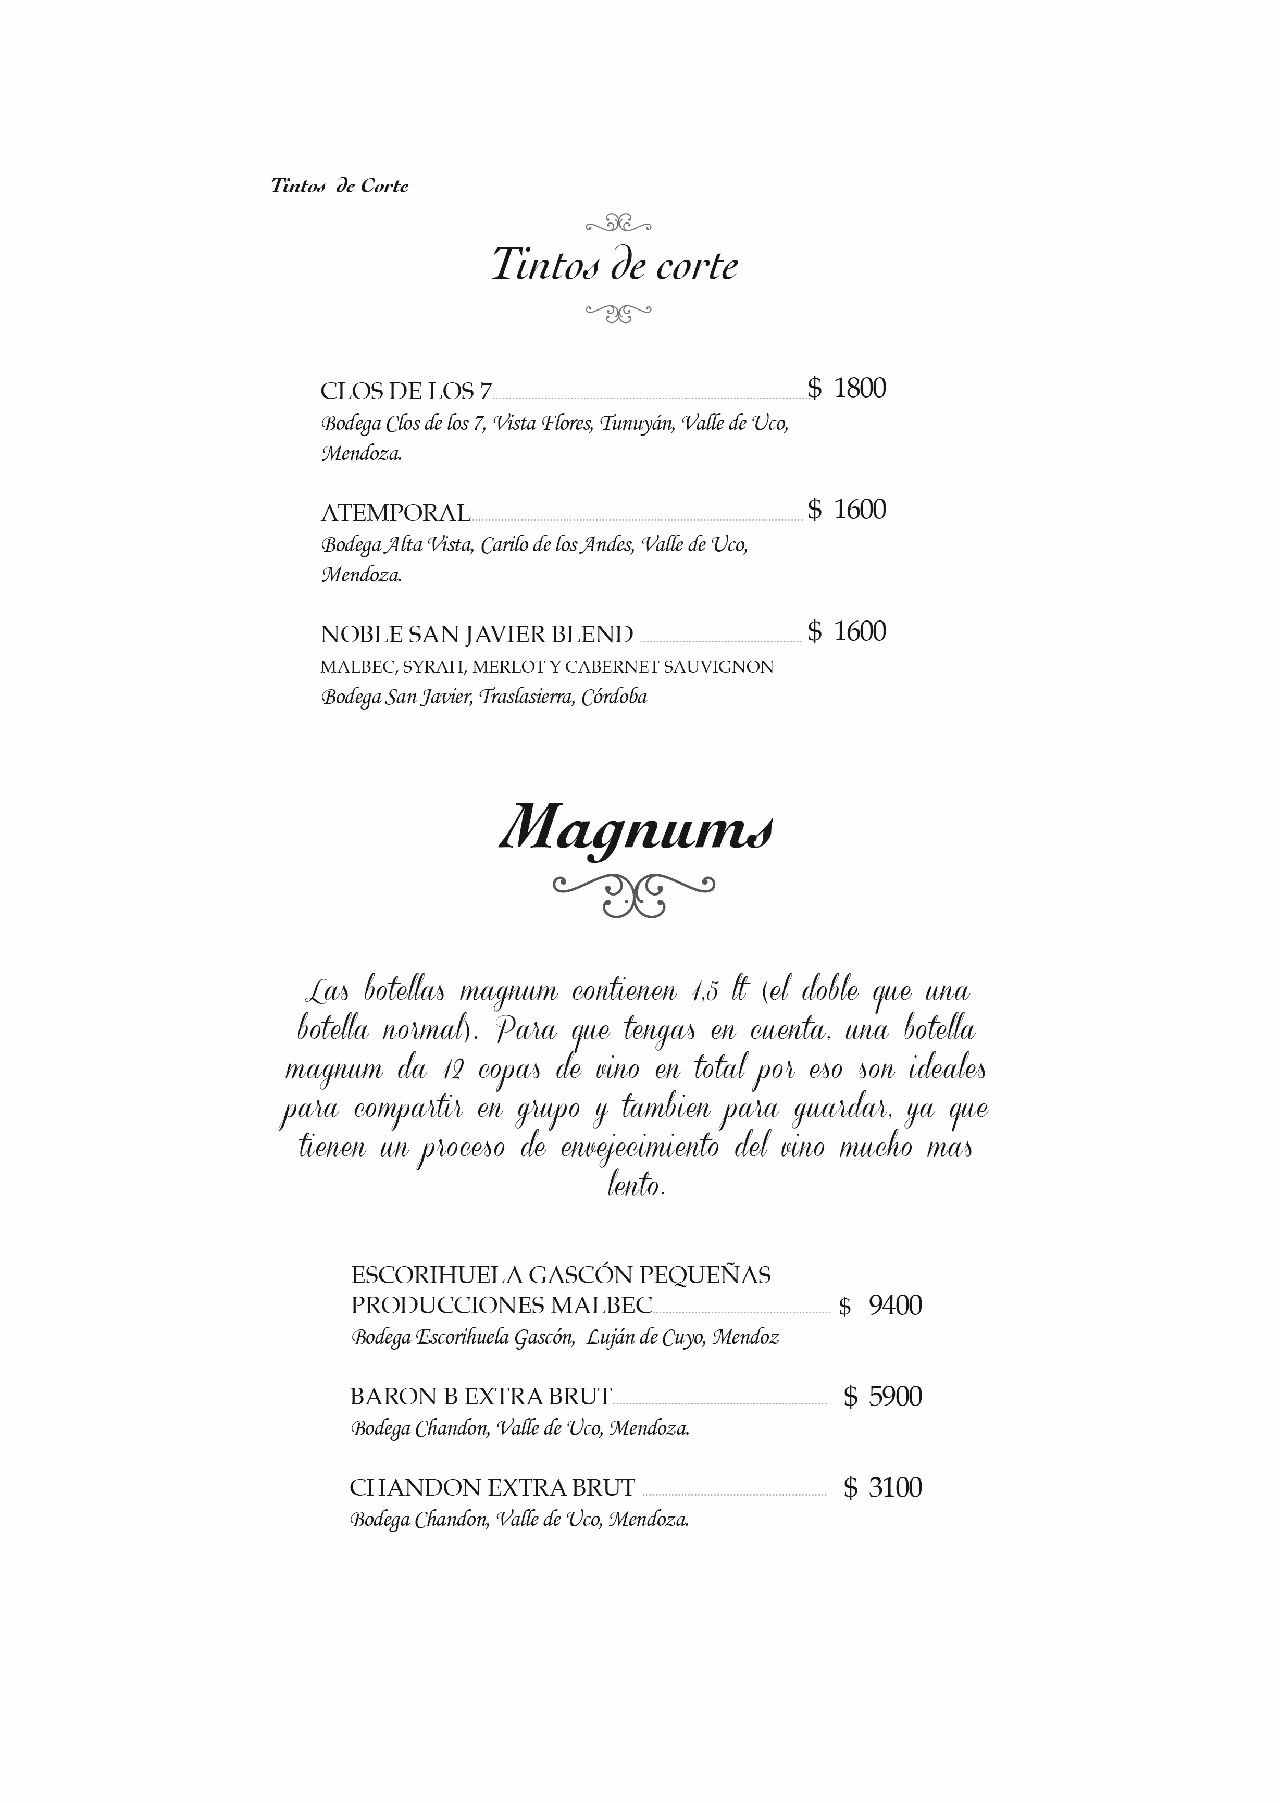 Tintos de Corte
Tintos de corte
CLOS DE LOS 7 $ 1800
Bodega Clos de los 7, Vista Flores, Tunuyán, Valle de Uco,
Mendoza.
ATEMPORAL $ 1600
Bodega Alta Vista, Carilo de los Andes, Valle de Uco,
Mendoza.
NOBLE SAN JAVIER BLEND $ 1600
MALBEC, SYRAH, MERLOT Y CABERNET SAUVIGNON
Bodega San Javier, Traslasierra, Córdoba
Magnums
Las botellas magnum contienen 1,5 lt (el doble que una
botella normal). Para que tengas en cuenta, una botella
magnum da 12 copas de vino en total por eso son ideales
para compartir en grupo y tambien para guardar, ya que
tienen un proceso de envejecimiento del vino mucho mas
lento.
ESCORIHUELA GASCÓN PEQUEÑAS
PRODUCCIONES MALBEC $ 9400
Bodega Escorihuela Gascón, Luján de Cuyo, Mendoz
BARON B EXTRA BRUT $ 5900
Bodega Chandon, Valle de Uco, Mendoza.
CHANDON EXTRA BRUT $ 3100
Bodega Chandon, Valle de Uco, Mendoza.